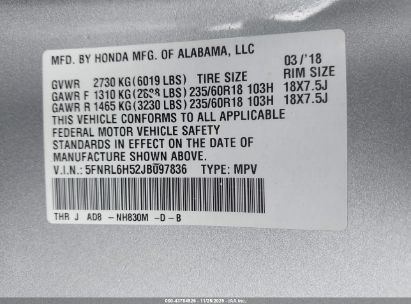 MFD. BY HONDA MFG. OF ALABAMA, LLC 03/'18
GVWR 2730 KG (6019 LBS) TIRE SIZE RIM SIZE
GAWR F 1310 KG (2888 LBS) 235/60R18 103H 18X7.5J
GAWR R 1465 KG (3230 LBS) 235/60R18 103H 18X7.5J
THIS VEHICLE CONFORMS TO ALL APPLICABLE
FEDERAL MOTOR VEHICLE SAFETY
STANDARDS IN EFFECT ON THE DATE OF
MANUFACTURE SHOWN ABOVE.
V.I.N.: 5FNRL6H52JB097836 TYPE: MPV
THR J AD8 - NH830M -D - B